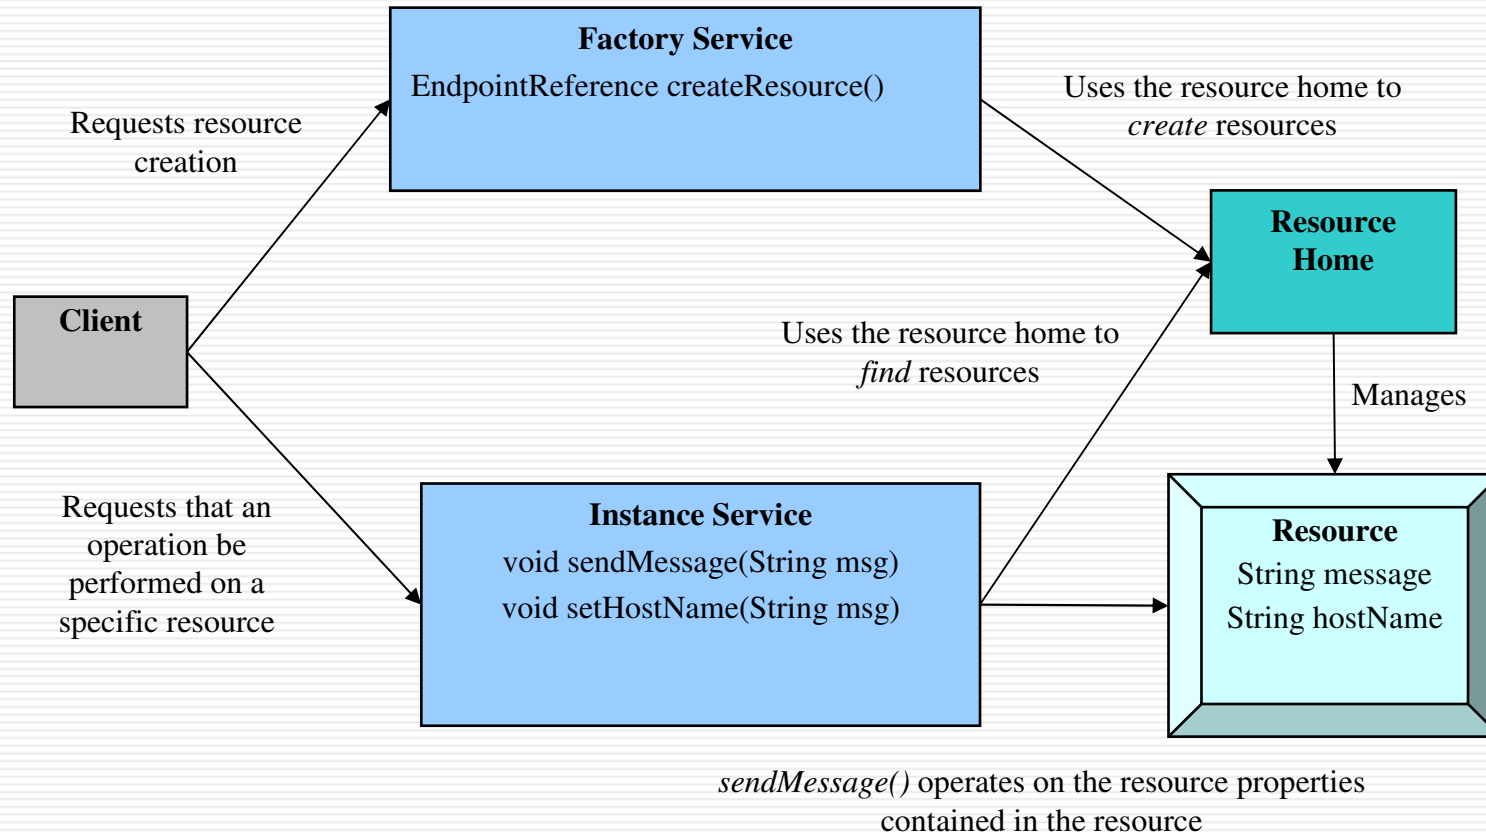 Factory Service
EndpointReference createResource()
Requests resource
creation
Uses the resource home to
create resources
Resource
Home
Client
Uses the resource home to
find resources
Manages
Requests that an
operation be
performed on a
specific resource
Instance Service
void sendMessage(String msg)
void setHostName(String msg)
Resource
String message
String hostName
sendMessage() operates on the resource properties
contained in the resource